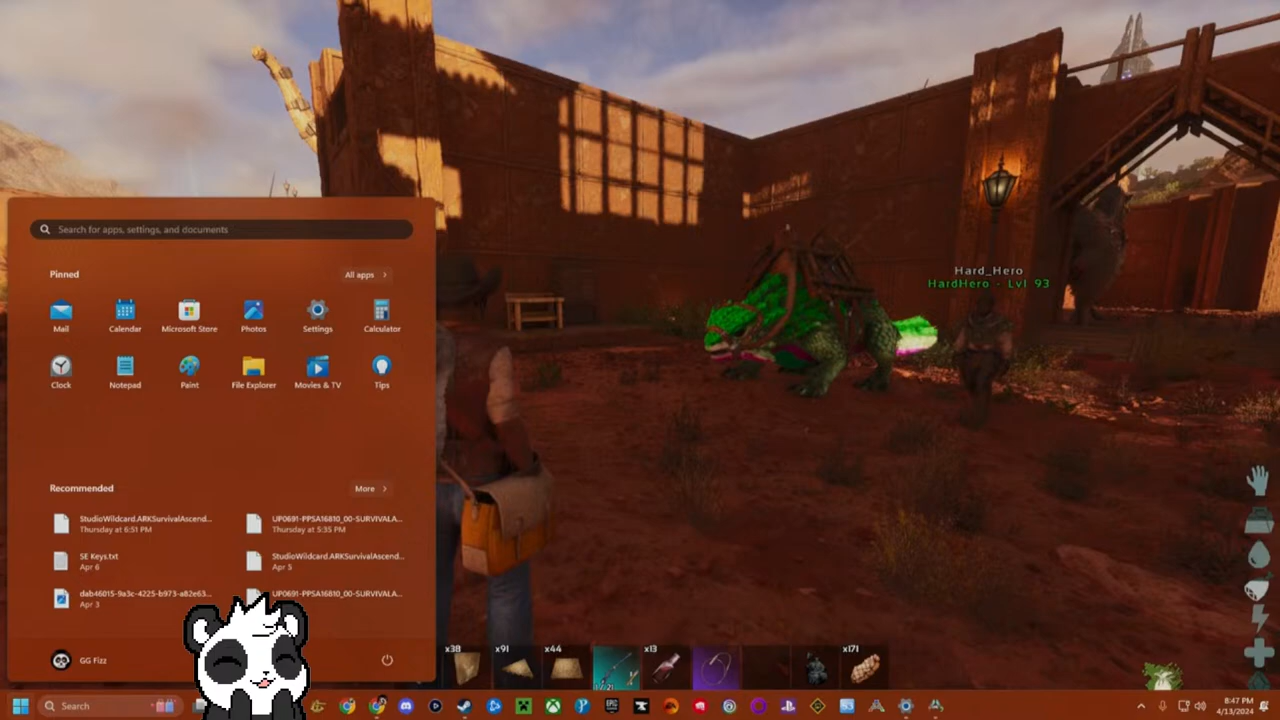 Search for apps, settings, and documents
Pinned
All apps
Mail
Calendar
Microsoft Store
Photos
Settings
Calculator
Clock
Notepad
Paint
File Explorer
Movies & TV
Tips
Recommended
More
StudioWildcard.ARKSurvivalAscend...
Thursday at 6:51 PM
UP0691-PPSA16810_00-SURVIVALA...
Thursday at 5:35 PM
SE Keys.txt
Apr 6
StudioWildcard.ARKSurvivalAscend...
Apr 5
dab46015-9a3c-4225-b973-a82e63...
Apr 3
UP0691-PPSA16810_00-SURVIVALA...
GG Fizz
Hard_Hero
HardHero - Lvl 93
x38
x91
x44
x13
x171
Search
8:47 PM
4/13/2024